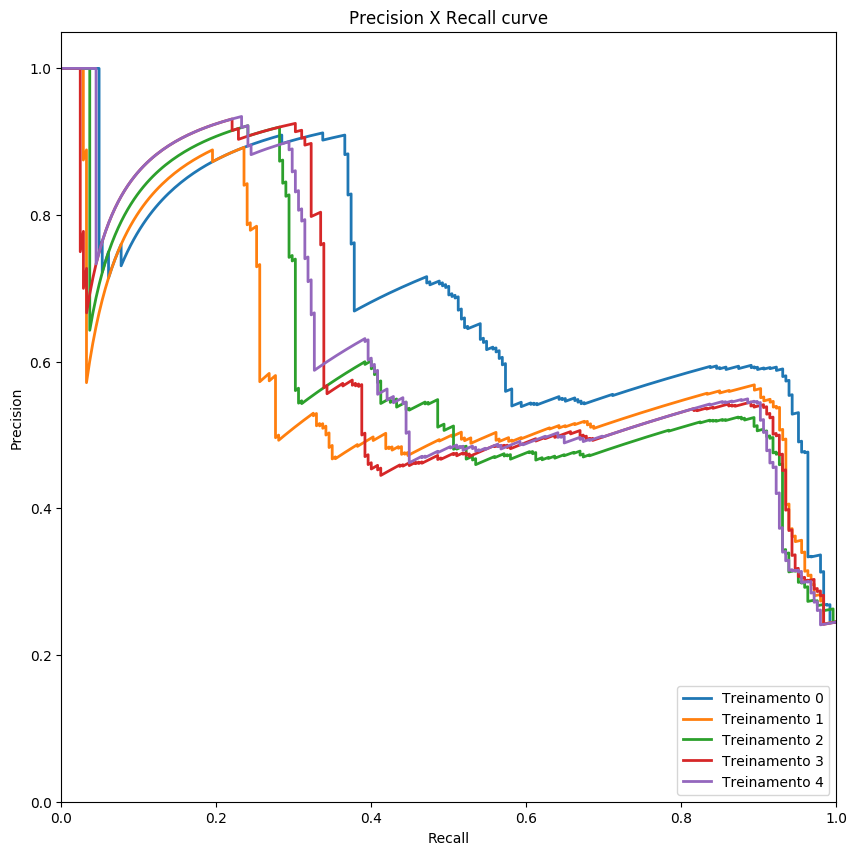 Precision X Recall curve
1.0
0.8
0.6
0.4
0.2
0.0
Precision
0.0 0.2 0.4 0.6 0.8 1.0
Recall
Treinamento 0
Treinamento 1
Treinamento 2
Treinamento 3
Treinamento 4